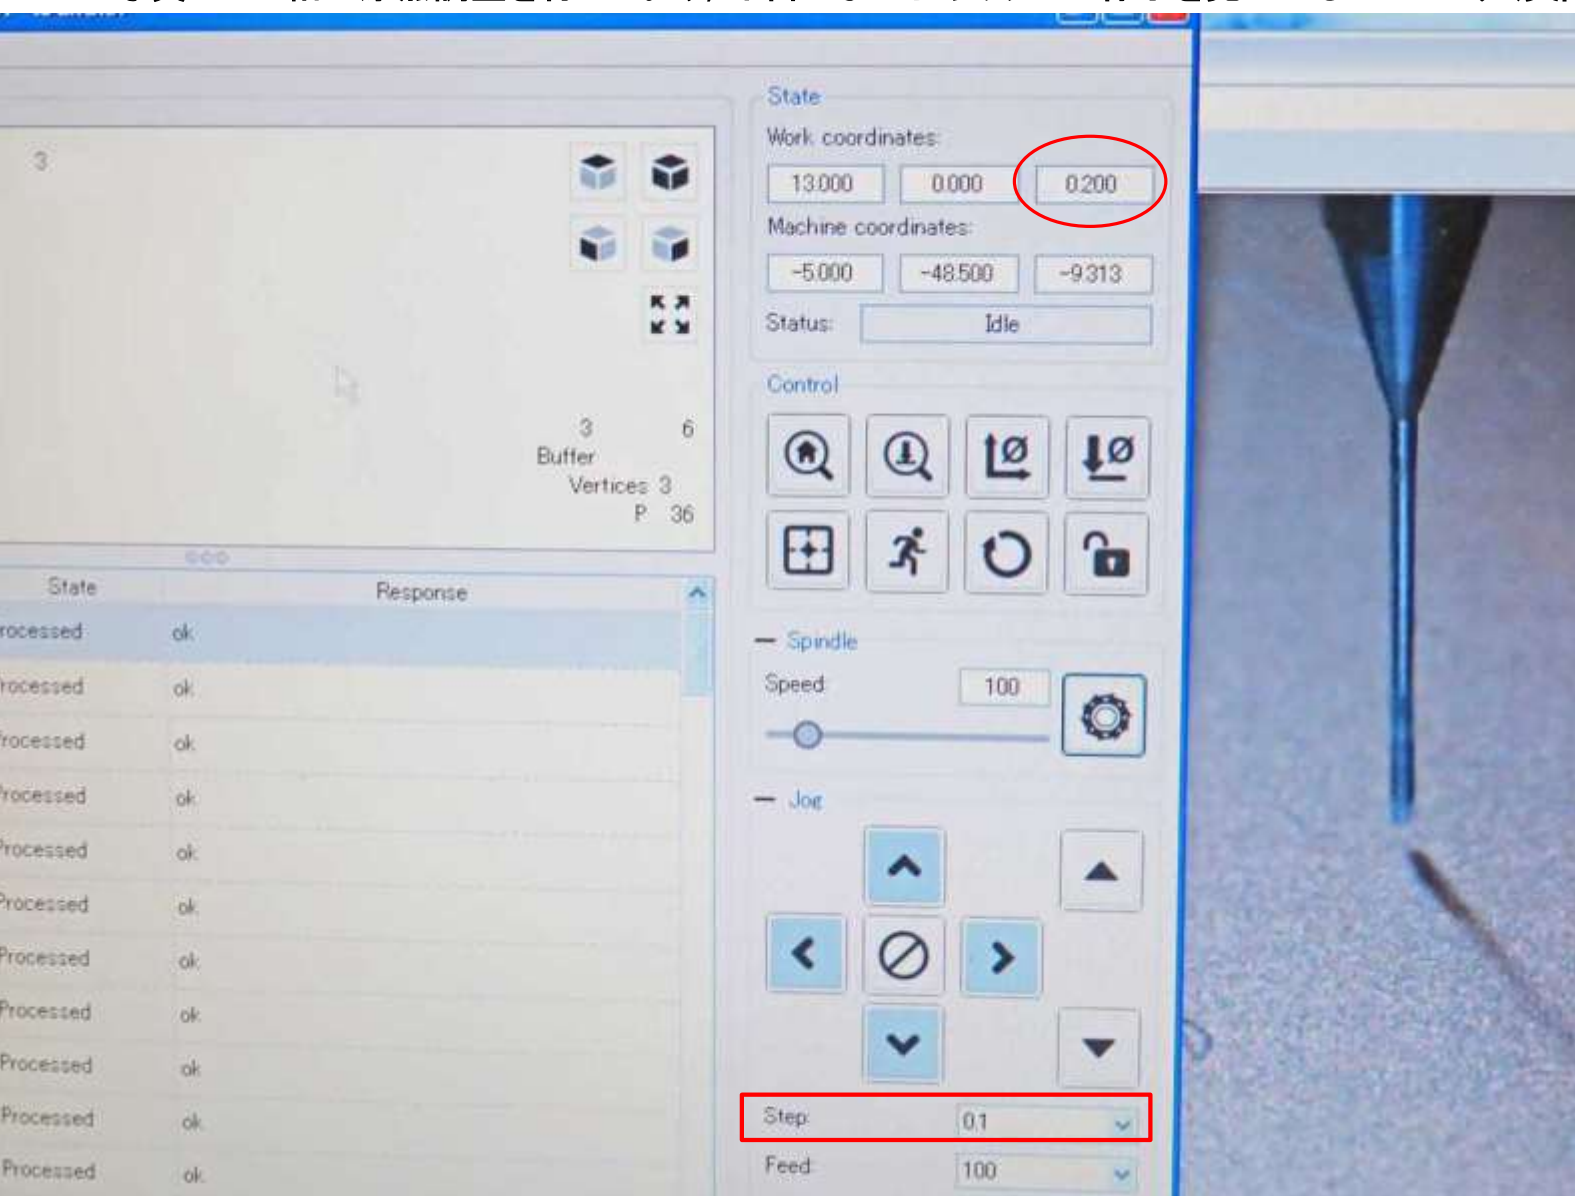 State
Work coordinates:
13.000 0.000 0.200
Machine coordinates:
-5.000 -48.500 -9.313
Status: Idle
3
3 6
Buffer
Vertices 3
P 36
Control
State Response
rocessed ok
rocessed ok
rocessed ok
Processed ok
Processed ok
Processed ok
Processed ok
Processed ok
Processed ok
Processed ok
Processed ok
Spindle
Speed: 100
Jog
Step: 0.1
Feed: 100